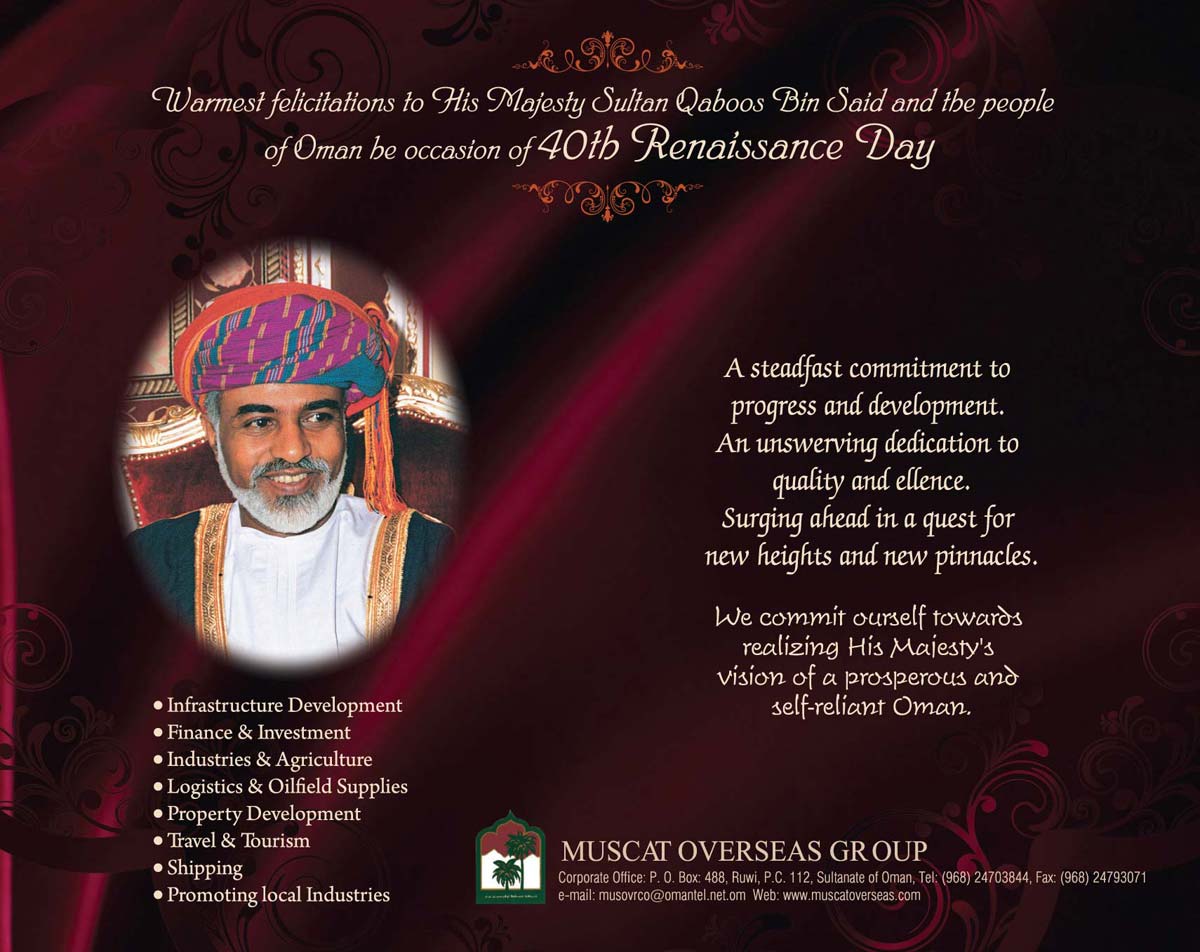 Warmest felicitations to His Majesty Sultan Qaboos Bin Said and the people
of Oman he occasion of 40th Renaissance Day
A steadfast commitment to
progress and development.
An unswerving dedication to
quality and ellence.
Surging ahead in a quest for
new heights and new pinnacles.
We commit ourself towards
realizing His Majesty's
vision of a prosperous and
self-reliant Oman.
• Infrastructure Development
• Finance & Investment
• Industries & Agriculture
• Logistics & Oilfield Supplies
• Property Development
• Travel & Tourism
• Shipping
• Promoting local Industries
MUSCAT OVERSEAS GROUP
Corporate Office: P. O. Box: 488, Ruwi, P.C. 112, Sultanate of Oman, Tel: (968) 24703844, Fax: (968) 24793071
e-mail: musovrco@omantel.net.om Web: www.muscatoverseas.com